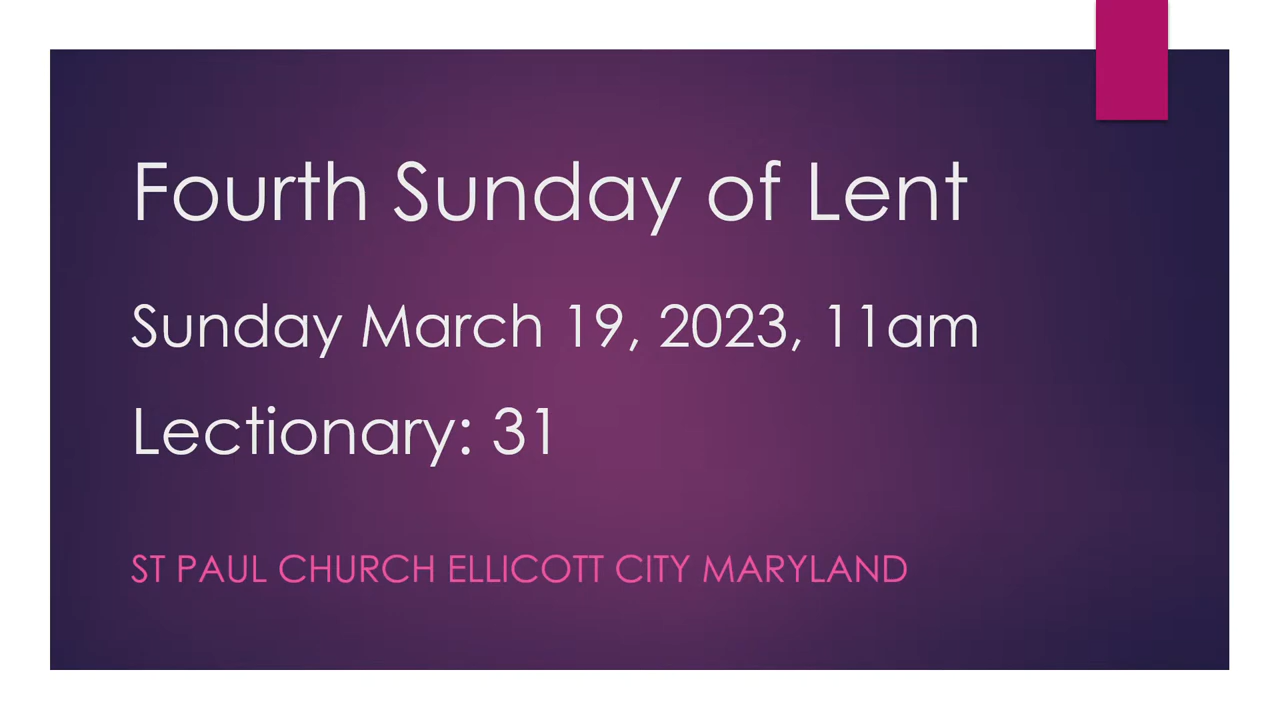 Fourth Sunday of Lent
Sunday March 19, 2023, 11am
Lectionary: 31
ST PAUL CHURCH ELLICOTT CITY MARYLAND